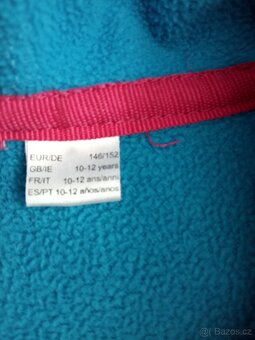 EUR/DE 146/152
GB/IE 10-12 years
FR/IT 10-12 ans/anni
ES/PT 10-12 años/anos
sbazos.cz